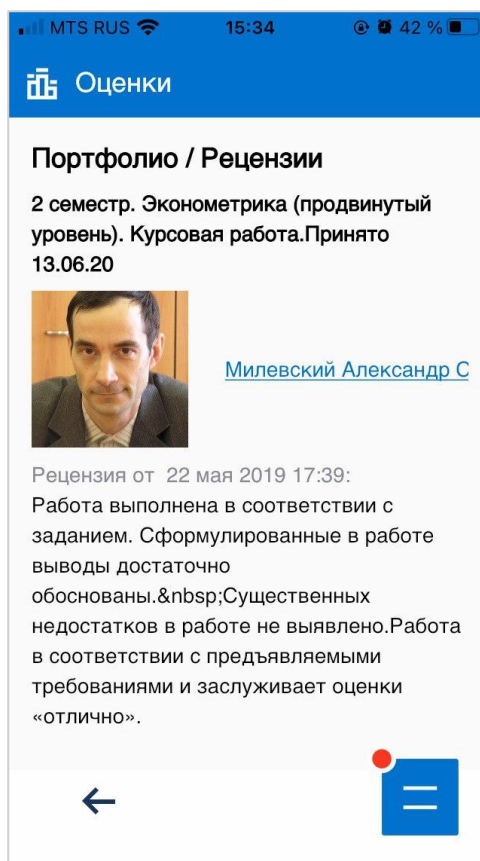 MTS RUS 15:34 42 %
Оценки
Портфолио / Рецензии
2 семестр. Эконометрика (продвинутый
уровень). Курсовая работа.Принято
13.06.20
Милевский Александр С
Рецензия от 22 мая 2019 17:39:
Работа выполнена в соответствии с
заданием. Сформулированные в работе
выводы достаточно
обоснованы.&nbsp;Существенных
недостатков в работе не выявлено.Работа
в соответствии с предъявляемыми
требованиями и заслуживает оценки
«отлично».